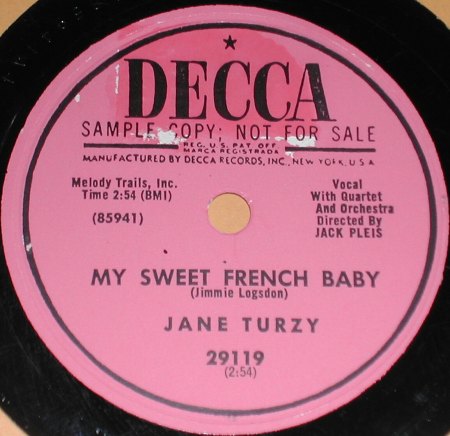 ★
DECCA
SAMPLE COPY; NOT FOR SALE
REG. U.S. PAT. OFF.
MARCA REGISTRADA
MANUFACTURED BY DECCA RECORDS, INC., NEW YORK, U.S.A.
Melody Trails, Inc.
Time 2:54 (BMI)
(85941)
Vocal
With Quartet
And Orchestra
Directed By
JACK PLEIS
MY SWEET FRENCH BABY
(Jimmie Logsdon)
JANE TURZY
29119
(2:54)